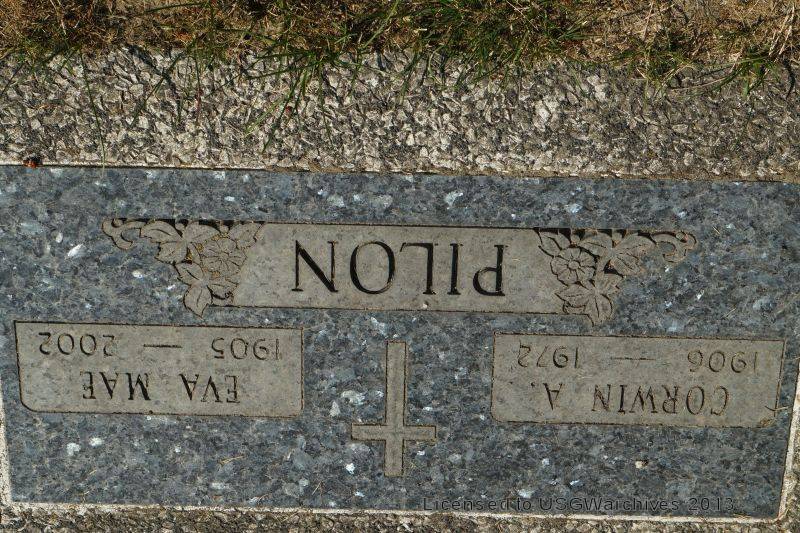 PILON
CORWIN A.
1906 — 1972
EVA MAE
1905 — 2002
Licensed to USGWarchives 2013